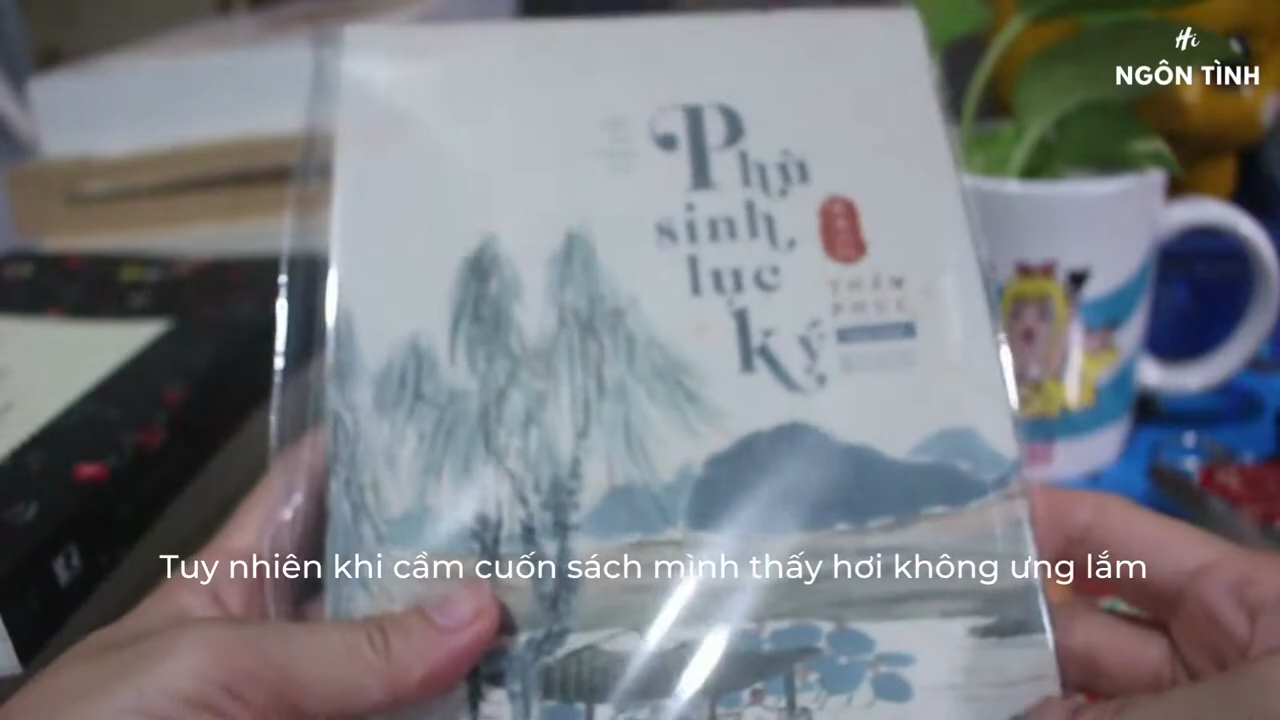 Hi
NGÔN TÌNH
Phù
sinh
lục
ký
THẨM
PHỤC
Tuy nhiên khi cầm cuốn sách mình thấy hơi không ưng lắm